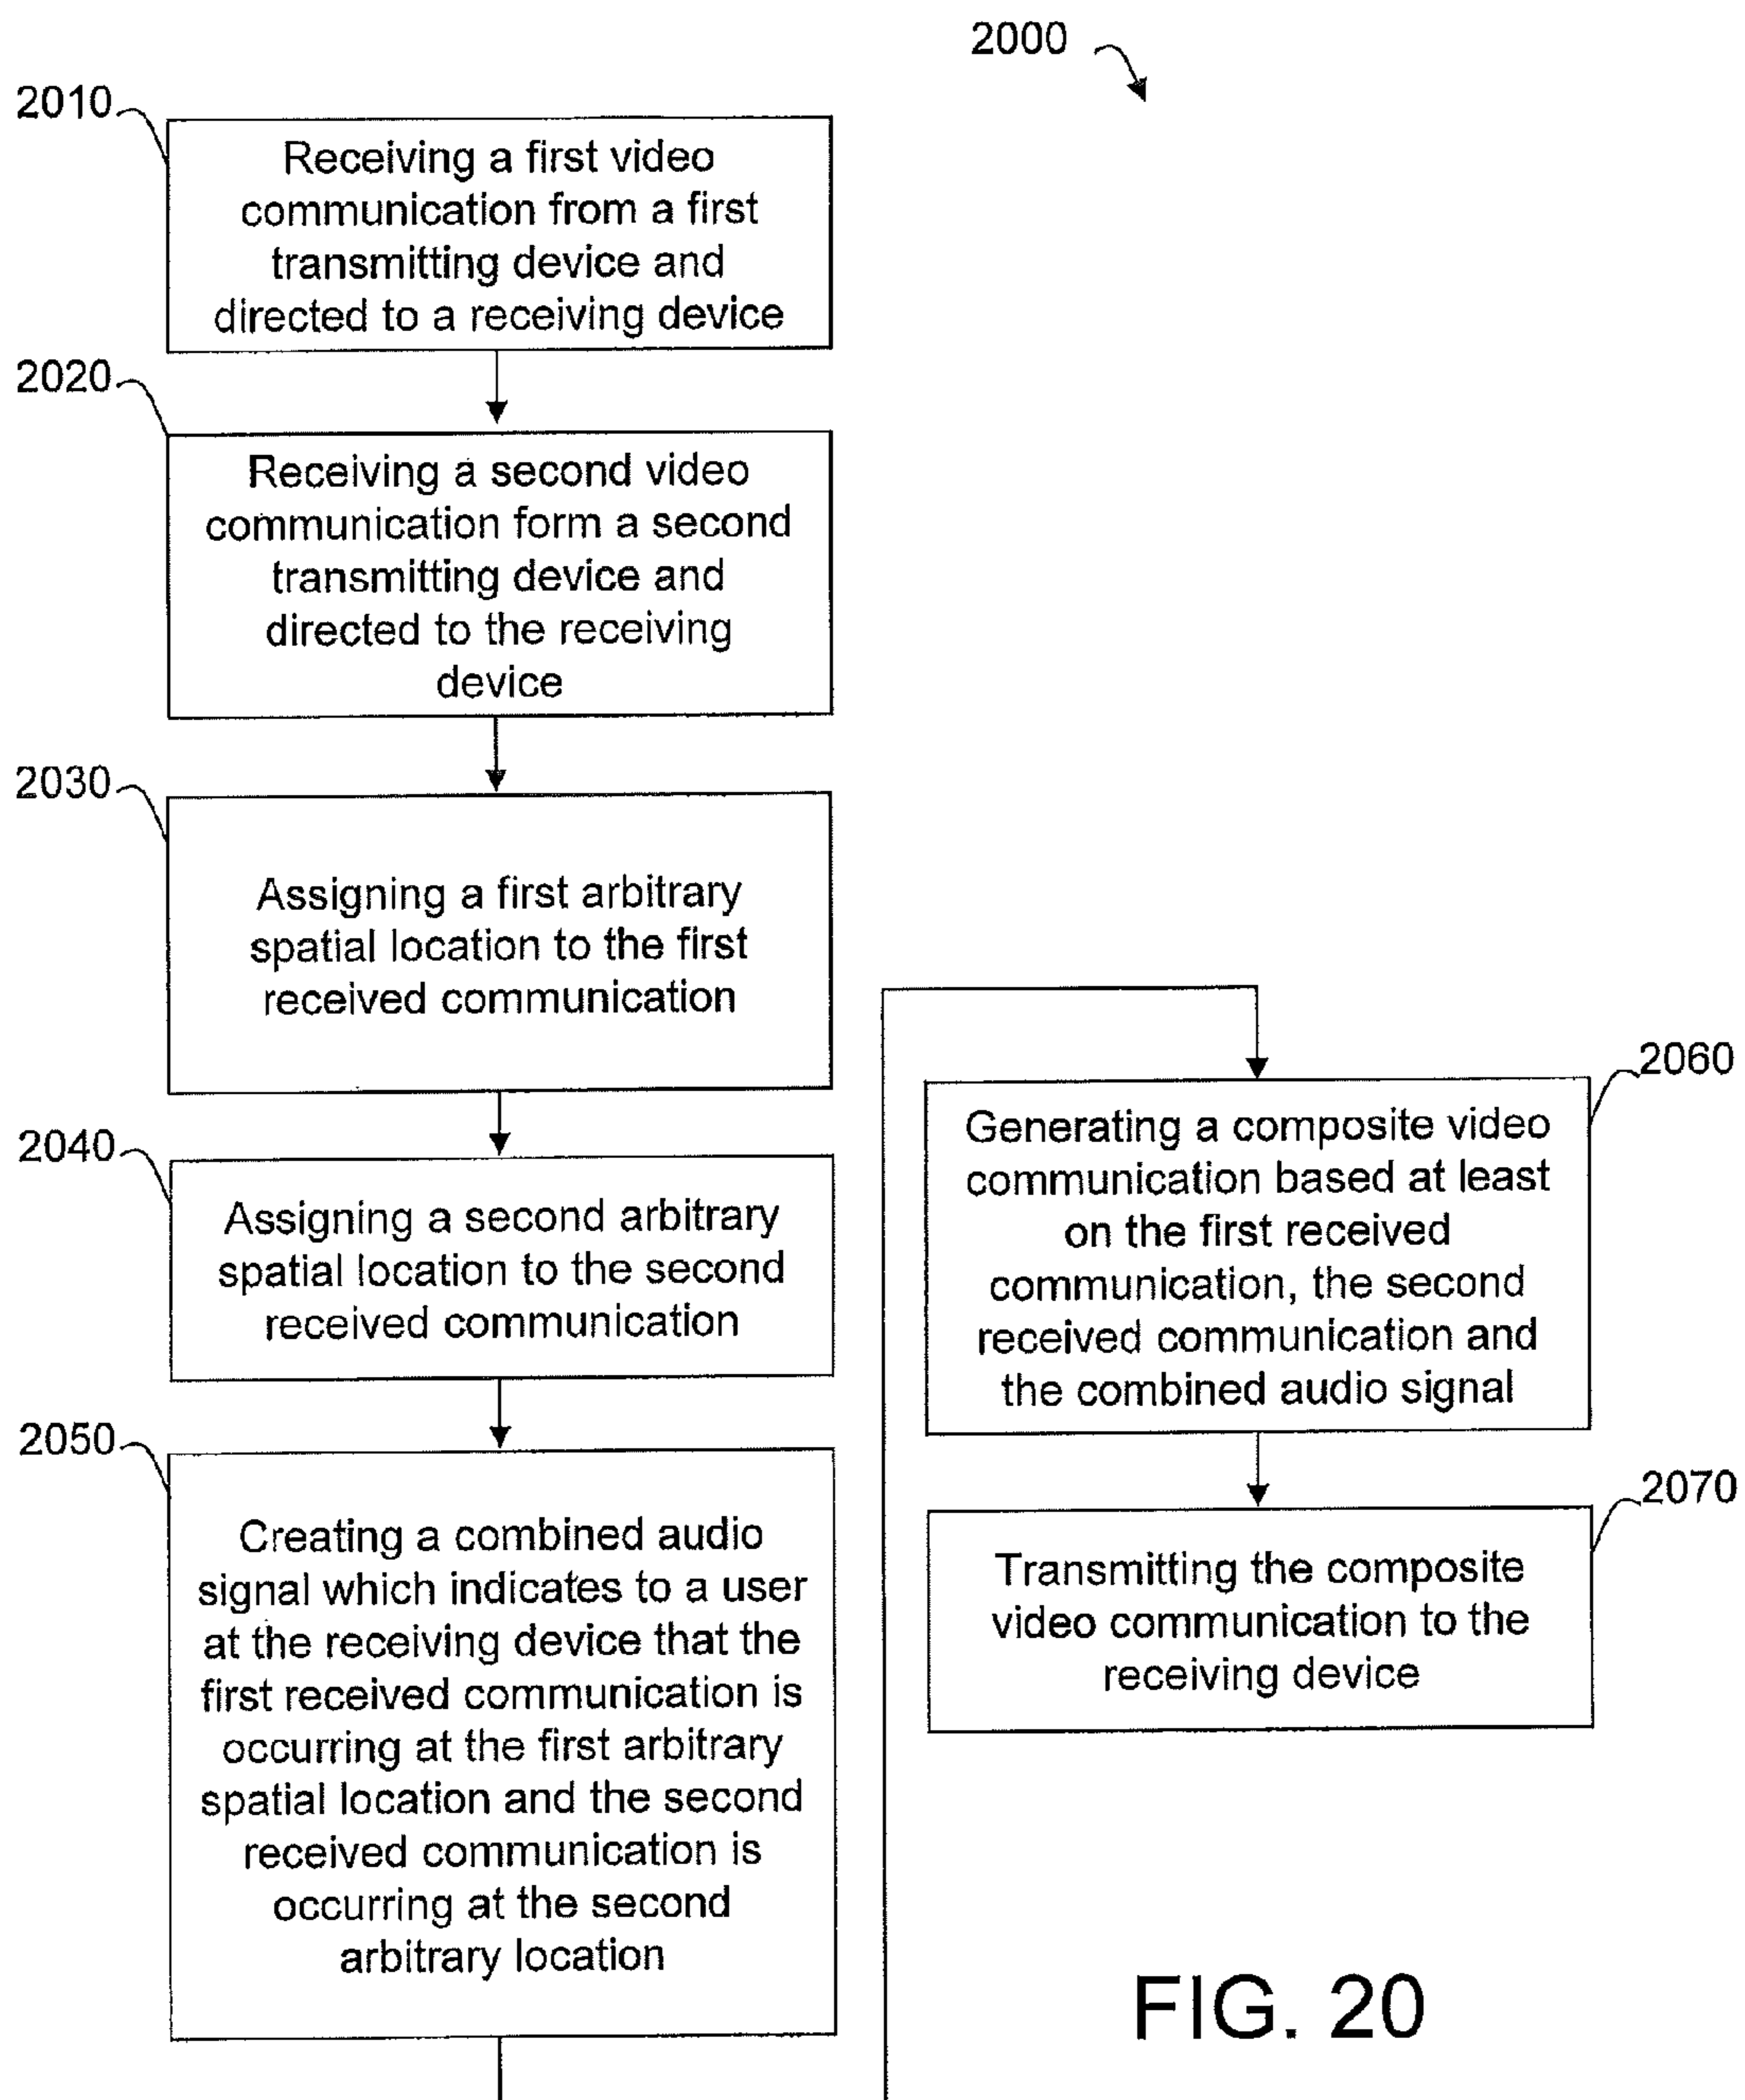 2000
2010
Receiving a first video
communication from a first
transmitting device and
directed to a receiving device
2020
Receiving a second video
communication form a second
transmitting device and
directed to the receiving
device
2030
Assigning a first arbitrary
spatial location to the first
received communication
2040
Assigning a second arbitrary
spatial location to the second
received communication
2050
Creating a combined audio
signal which indicates to a user
at the receiving device that the
first received communication is
occurring at the first arbitrary
spatial location and the second
received communication is
occurring at the second
arbitrary location
2060
Generating a composite video
communication based at least
on the first received
communication, the second
received communication and
the combined audio signal
2070
Transmitting the composite
video communication to the
receiving device
FIG. 20